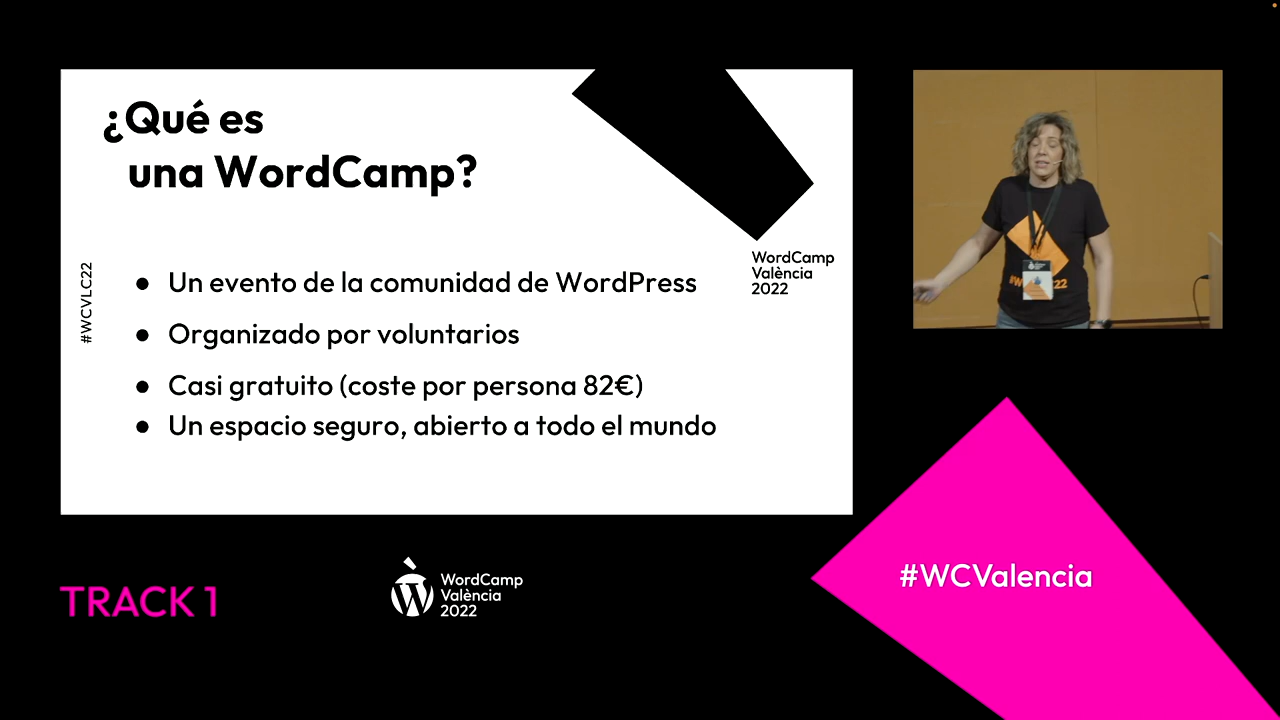 ¿Qué es
una WordCamp?
#WCVLC22
WordCamp
València
2022
● Un evento de la comunidad de WordPress
● Organizado por voluntarios
● Casi gratuito (coste por persona 82€)
● Un espacio seguro, abierto a todo el mundo
TRACK 1
WordCamp
València
2022
#WCValencia